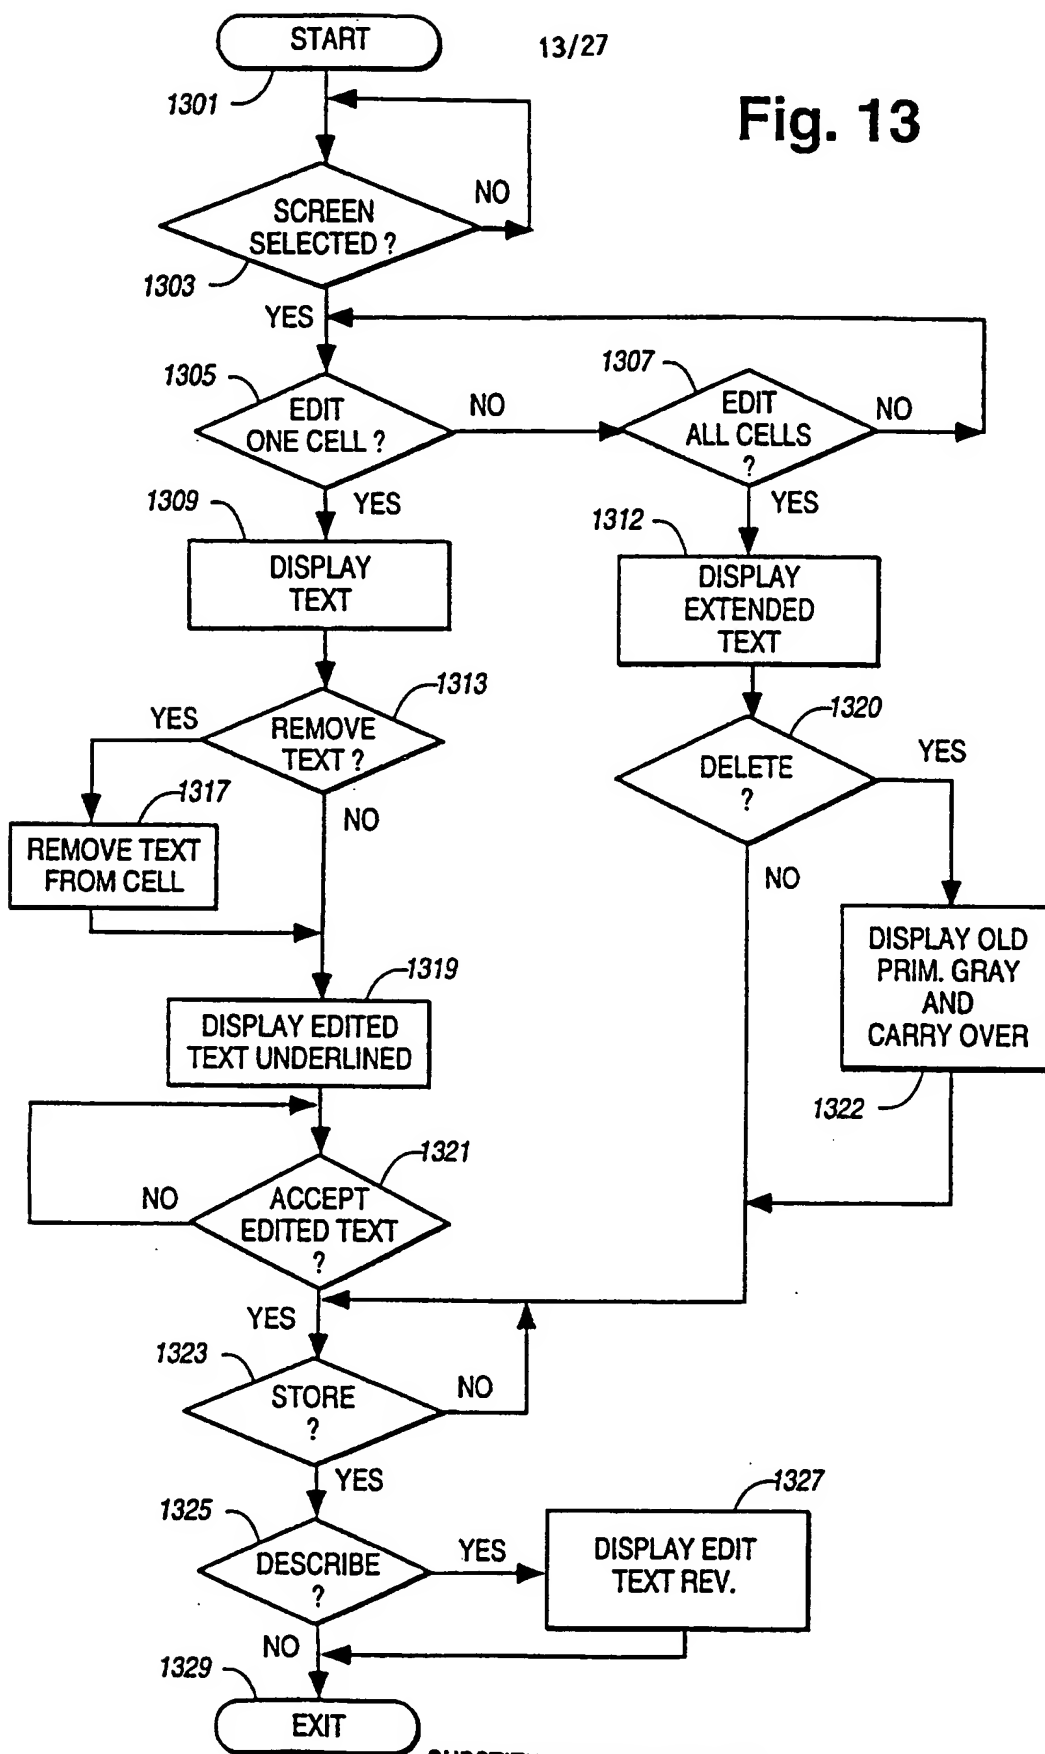 START
13/27
1301
Fig. 13
NO
SCREEN
SELECTED ?
1303
YES
1305
EDIT
ONE CELL ?
NO
1307
EDIT
ALL CELLS
?
NO
YES
YES
1309
DISPLAY
TEXT
1312
DISPLAY
EXTENDED
TEXT
1313
YES
REMOVE
TEXT ?
NO
1317
REMOVE TEXT
FROM CELL
1320
DELETE
?
YES
NO
DISPLAY OLD
PRIM. GRAY
AND
CARRY OVER
1322
1319
DISPLAY EDITED
TEXT UNDERLINED
1321
NO
ACCEPT
EDITED TEXT
?
YES
1323
STORE
?
NO
YES
1325
DESCRIBE
?
YES
1327
DISPLAY EDIT
TEXT REV.
NO
1329
EXIT